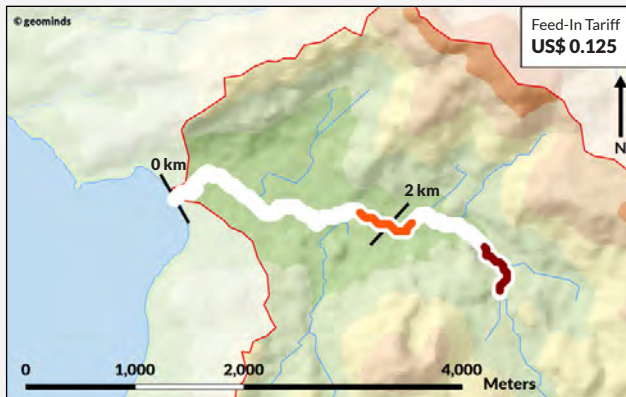 © geominds
Feed-In Tariff
US$ 0.125
N
0 km
2 km
0
1,000
2,000
4,000
Meters